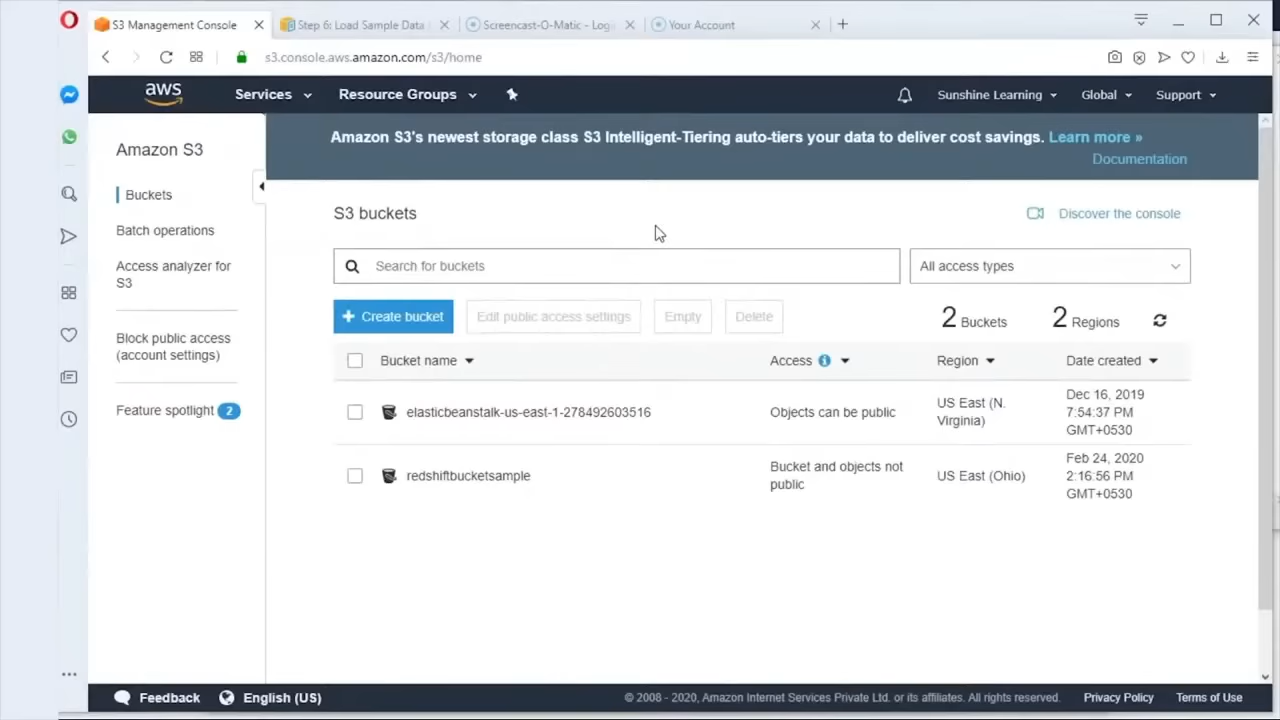 S3 Management Console
Step 6: Load Sample Data
Screencast-O-Matic - Logi
Your Account
s3.console.aws.amazon.com/s3/home
aws
Services
Resource Groups
Sunshine Learning
Global
Support
Amazon S3
Buckets
Batch operations
Access analyzer for
S3
Block public access
(account settings)
Feature spotlight 2
Amazon S3's newest storage class S3 Intelligent-Tiering auto-tiers your data to deliver cost savings. Learn more »
Documentation
S3 buckets
Discover the console
Search for buckets
All access types
+ Create bucket
Edit public access settings
Empty
Delete
2 Buckets
2 Regions
Bucket name
Access
Region
Date created
elasticbeanstalk-us-east-1-278492603516
Objects can be public
US East (N.
Virginia)
Dec 16, 2019
7:54:37 PM
GMT+0530
redshiftbucketsample
Bucket and objects not
public
US East (Ohio)
Feb 24, 2020
2:16:56 PM
GMT+0530
Feedback
English (US)
© 2008 - 2020, Amazon Internet Services Private Ltd. or its affiliates. All rights reserved.
Privacy Policy
Terms of Use